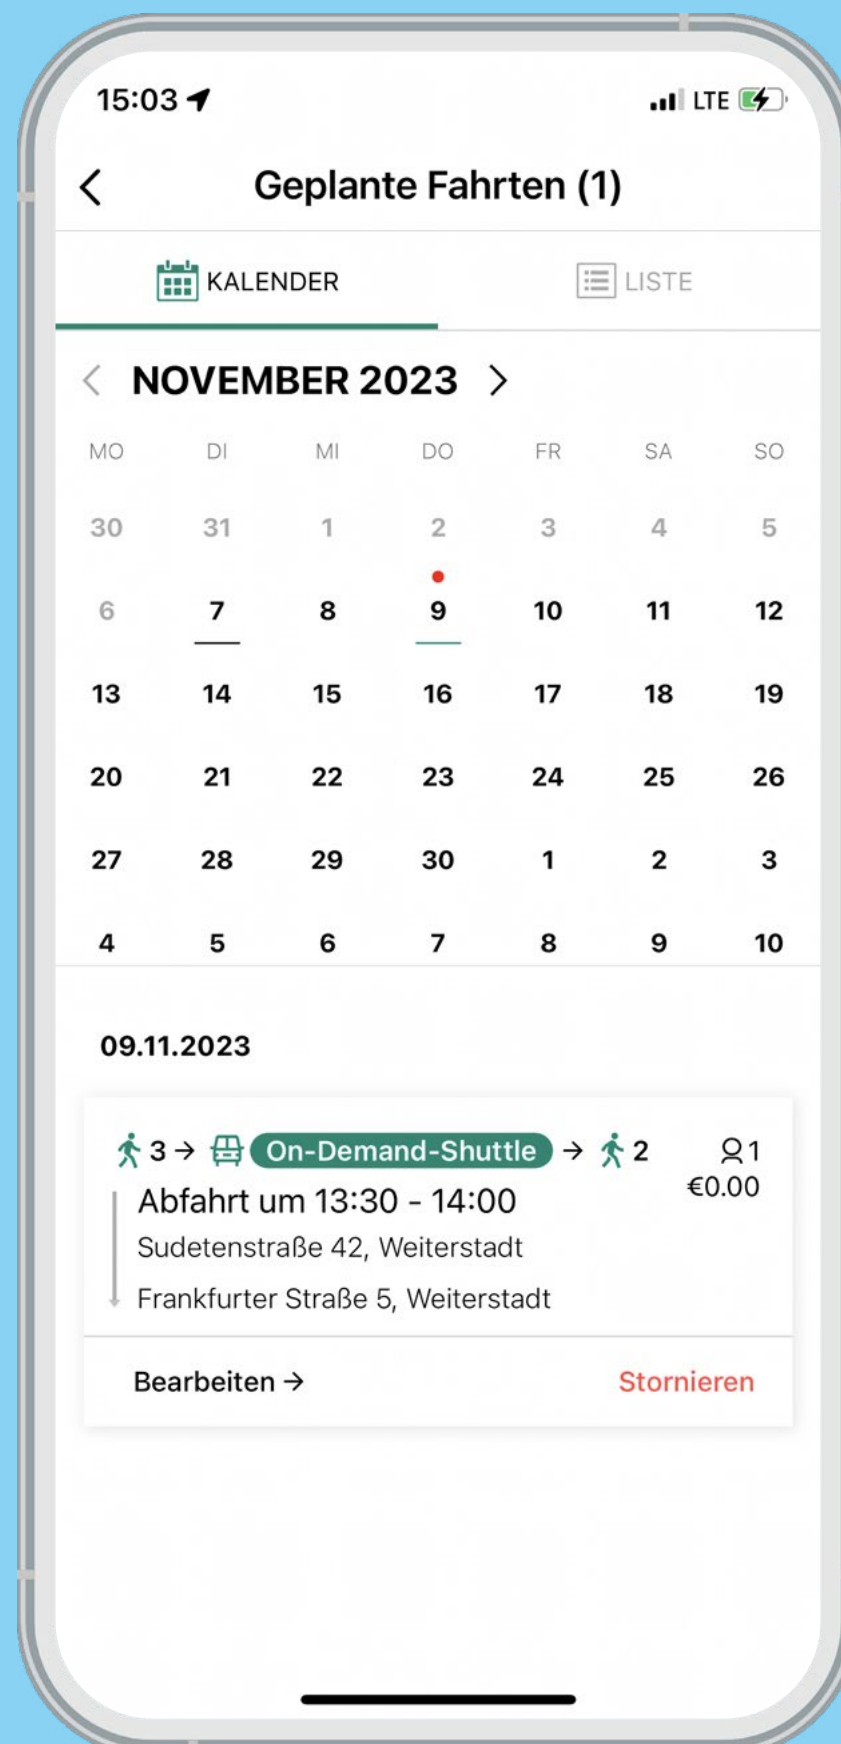 15:03 LTE
Geplante Fahrten (1)
KALENDER LISTE
NOVEMBER 2023
MO DI MI DO FR SA SO
30 31 1 2 3 4 5
6 7 8 9 10 11 12
13 14 15 16 17 18 19
20 21 22 23 24 25 26
27 28 29 30 1 2 3
4 5 6 7 8 9 10
09.11.2023
3 → On-Demand-Shuttle → 2 1
€0.00
Abfahrt um 13:30 - 14:00
Sudetenstraße 42, Weiterstadt
Frankfurter Straße 5, Weiterstadt
Bearbeiten → Stornieren